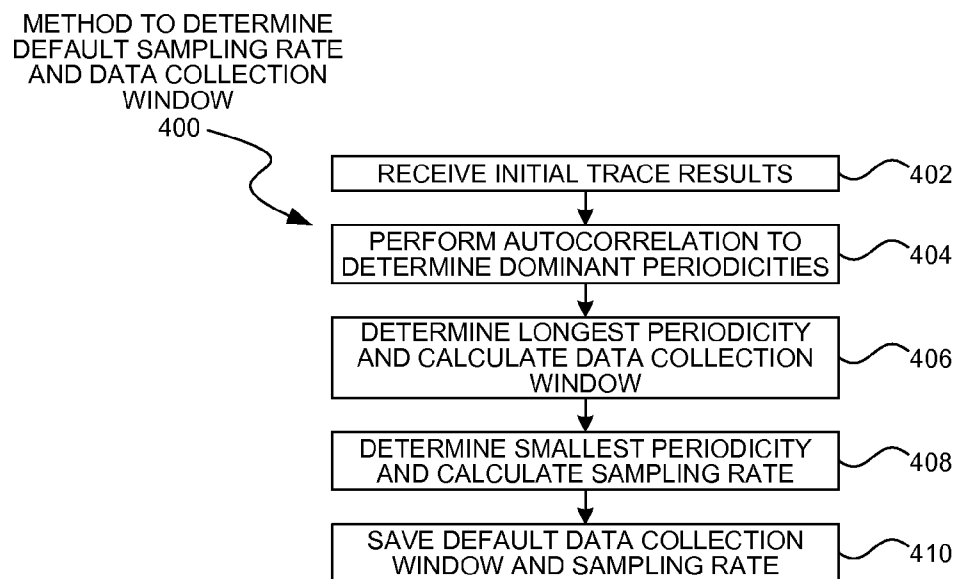 METHOD TO DETERMINE
DEFAULT SAMPLING RATE
AND DATA COLLECTION
WINDOW
400
RECEIVE INITIAL TRACE RESULTS
402
PERFORM AUTOCORRELATION TO
DETERMINE DOMINANT PERIODICITIES
404
DETERMINE LONGEST PERIODICITY
AND CALCULATE DATA COLLECTION
WINDOW
406
DETERMINE SMALLEST PERIODICITY
AND CALCULATE SAMPLING RATE
408
SAVE DEFAULT DATA COLLECTION
WINDOW AND SAMPLING RATE
410